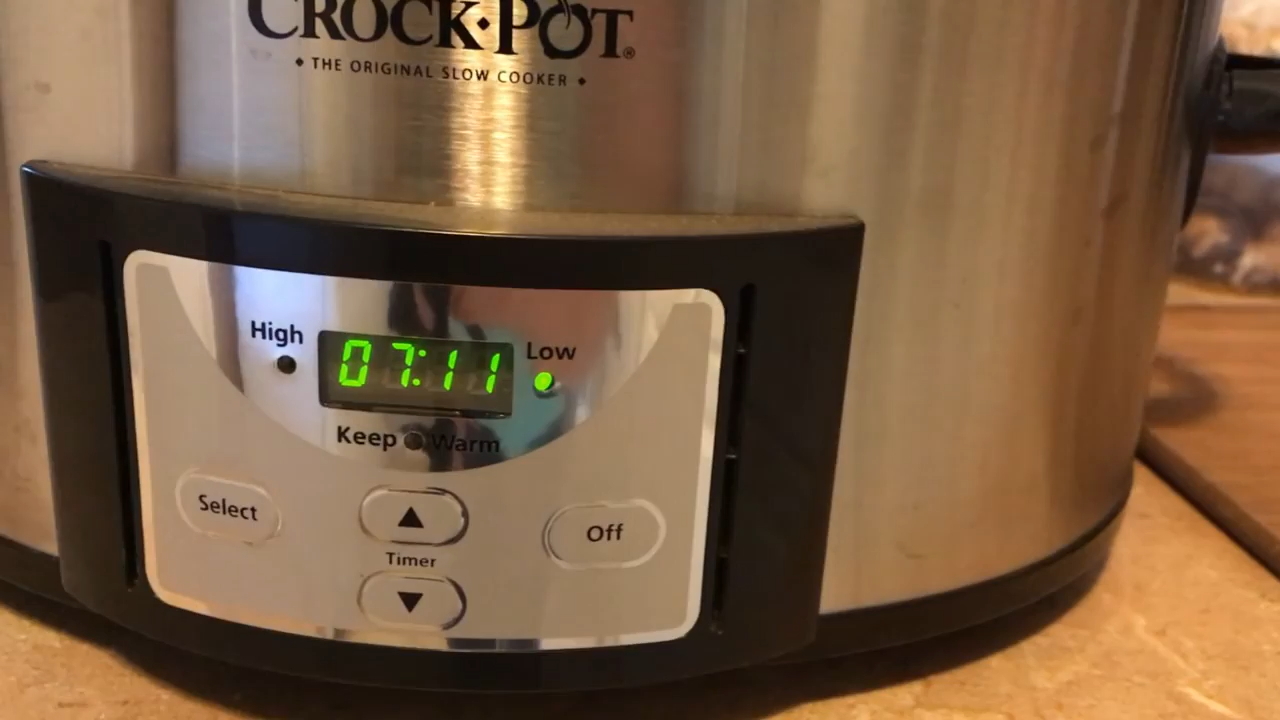 CROCK•POT®
• THE ORIGINAL SLOW COOKER •
High
07:11
Low
Keep Warm
Select
▲
Off
Timer
▼